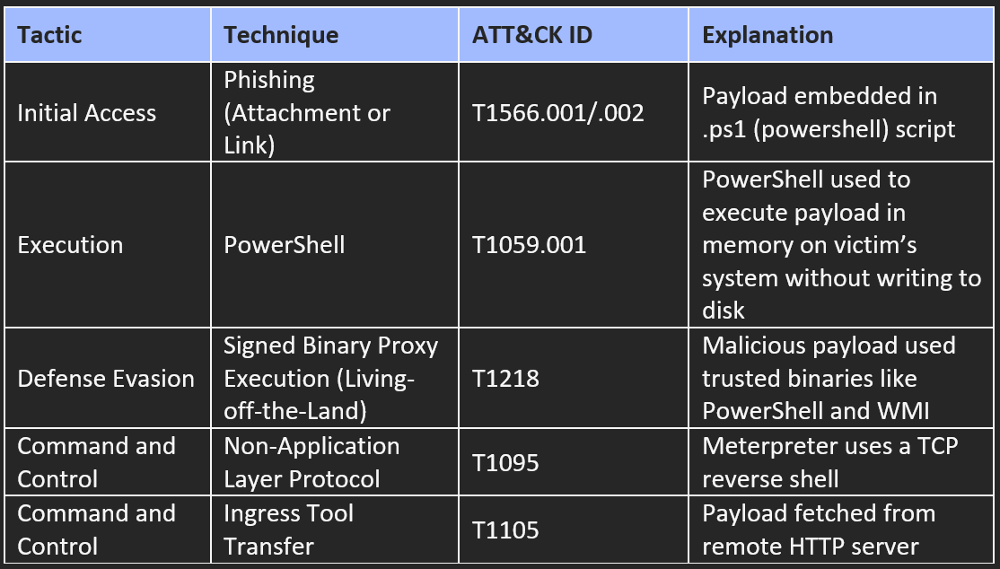 Tactic
Technique
ATT&CK ID
Explanation
Initial Access
Phishing
(Attachment or
Link)
T1566.001/.002
Payload embedded in
.ps1 (powershell) script
Execution
PowerShell
T1059.001
PowerShell used to
execute payload in
memory on victim’s
system without writing to
disk
Defense Evasion
Signed Binary Proxy
Execution (Living-
off-the-Land)
T1218
Malicious payload used
trusted binaries like
PowerShell and WMI
Command and
Control
Non-Application
Layer Protocol
T1095
Meterpreter uses a TCP
reverse shell
Command and
Control
Ingress Tool
Transfer
T1105
Payload fetched from
remote HTTP server